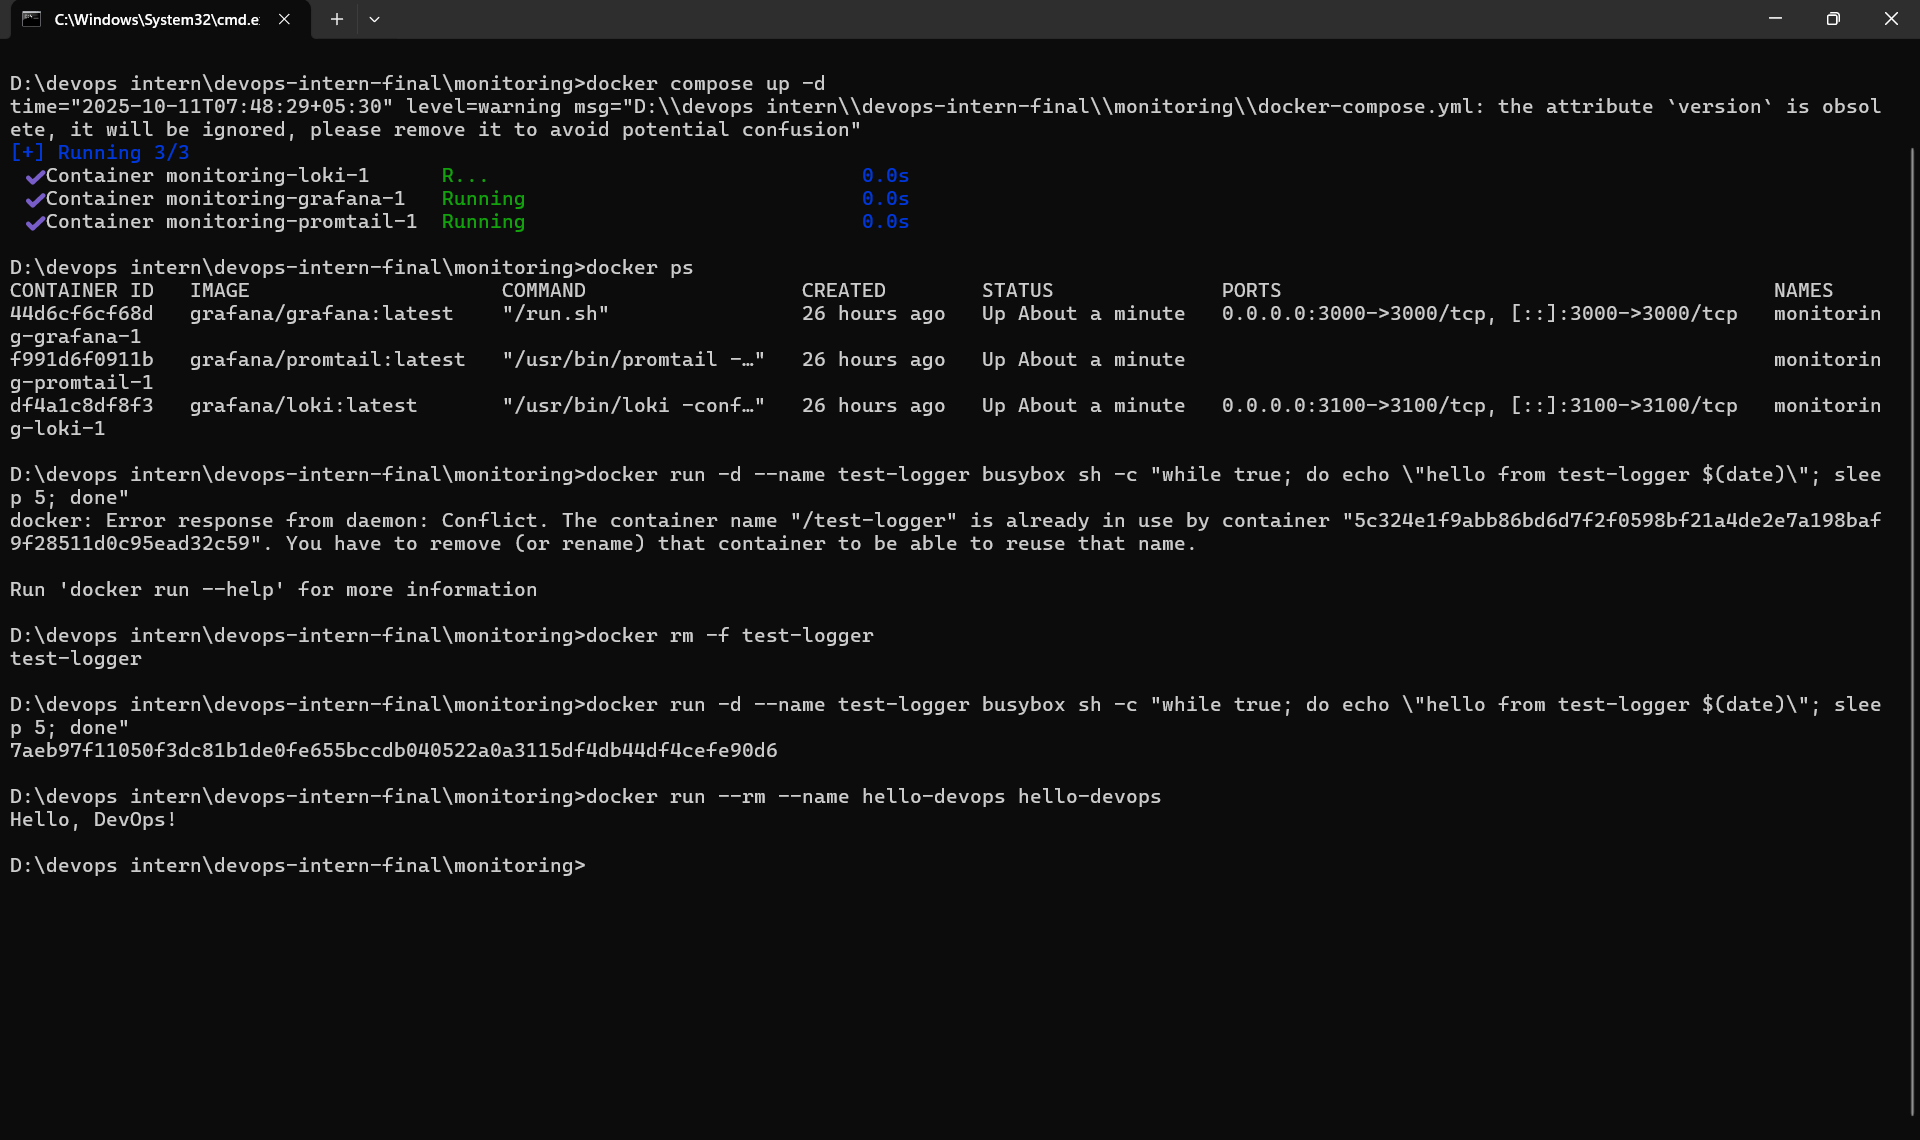 C:\Windows\System32\cmd.e
D:\devops intern\devops-intern-final\monitoring>docker compose up -d
time="2025-10-11T07:48:29+05:30" level=warning msg="D:\\devops intern\\devops-intern-final\\monitoring\\docker-compose.yml: the attribute `version` is obsol
ete, it will be ignored, please remove it to avoid potential confusion"
[+] Running 3/3
✔Container monitoring-loki-1      R...                               0.0s
✔Container monitoring-grafana-1   Running                            0.0s
✔Container monitoring-promtail-1  Running                            0.0s
D:\devops intern\devops-intern-final\monitoring>docker ps
CONTAINER ID   IMAGE                     COMMAND                  CREATED        STATUS              PORTS                                         NAMES
44d6cf6cf68d   grafana/grafana:latest    "/run.sh"                26 hours ago   Up About a minute   0.0.0.0:3000->3000/tcp, [::]:3000->3000/tcp   monitorin
g-grafana-1
f991d6f0911b   grafana/promtail:latest   "/usr/bin/promtail -…"   26 hours ago   Up About a minute                                                 monitorin
g-promtail-1
df4a1c8df8f3   grafana/loki:latest       "/usr/bin/loki -conf…"   26 hours ago   Up About a minute   0.0.0.0:3100->3100/tcp, [::]:3100->3100/tcp   monitorin
g-loki-1
D:\devops intern\devops-intern-final\monitoring>docker run -d --name test-logger busybox sh -c "while true; do echo \"hello from test-logger $(date)\"; slee
p 5; done"
docker: Error response from daemon: Conflict. The container name "/test-logger" is already in use by container "5c324e1f9abb86bd6d7f2f0598bf21a4de2e7a198baf
9f28511d0c95ead32c59". You have to remove (or rename) that container to be able to reuse that name.
Run 'docker run --help' for more information
D:\devops intern\devops-intern-final\monitoring>docker rm -f test-logger
test-logger
D:\devops intern\devops-intern-final\monitoring>docker run -d --name test-logger busybox sh -c "while true; do echo \"hello from test-logger $(date)\"; slee
p 5; done"
7aeb97f11050f3dc81b1de0fe655bccdb040522a0a3115df4db44df4cefe90d6
D:\devops intern\devops-intern-final\monitoring>docker run --rm --name hello-devops hello-devops
Hello, DevOps!
D:\devops intern\devops-intern-final\monitoring>